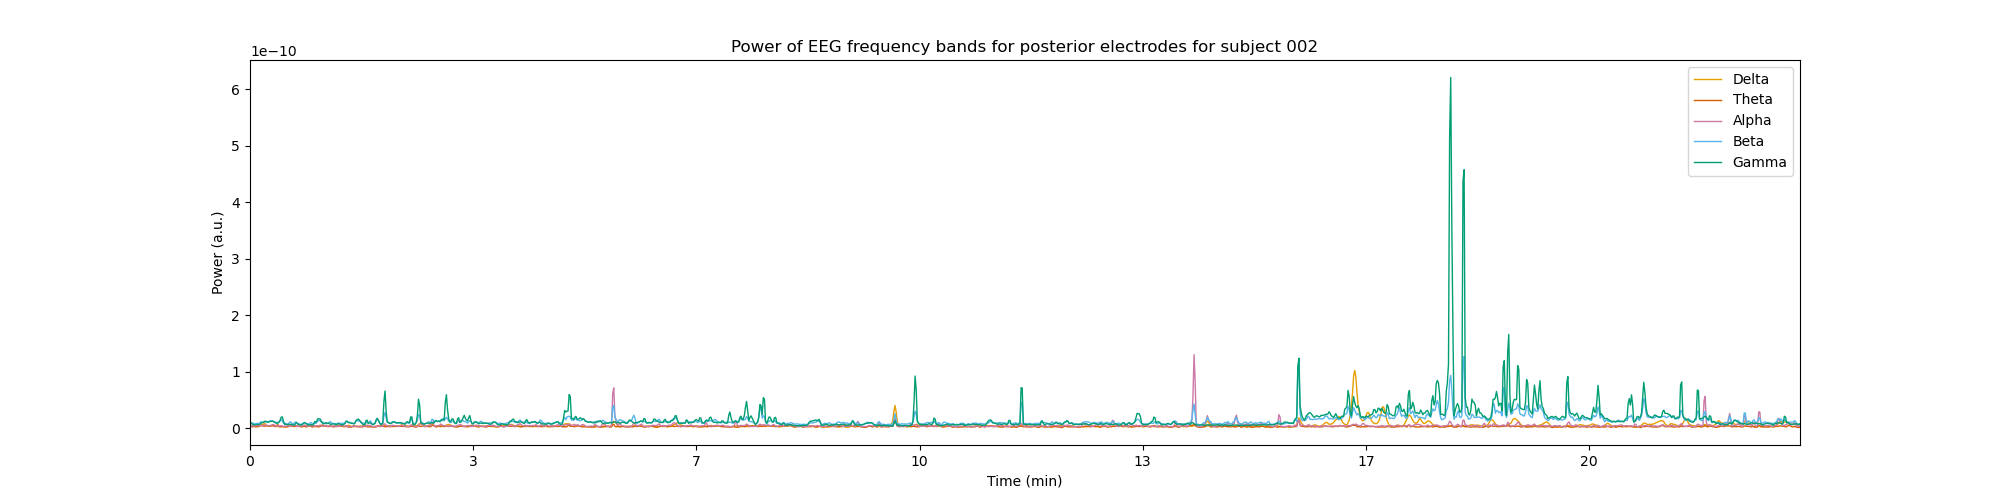 Power of EEG frequency bands for posterior electrodes for subject 002
1e−10
6
5
4
3
2
1
0
Power (a.u.)
Delta
Theta
Alpha
Beta
Gamma
0 3 7 10 13 17 20
Time (min)